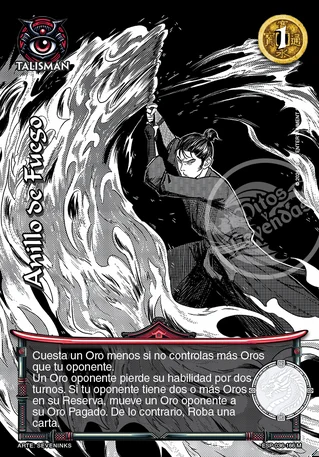 TALISMAN
1
Anillo de Fuego
Mitos y Leyendas
Cuesta un Oro menos si no controlas más Oros
que tu oponente.
Un Oro oponente pierde su habilidad por dos
turnos. Si tu oponente tiene dos o más Oros
en su Reserva, mueve un Oro oponente a
su Oro Pagado. De lo contrario, Roba una
carta.
ARTE: SEVENINKS